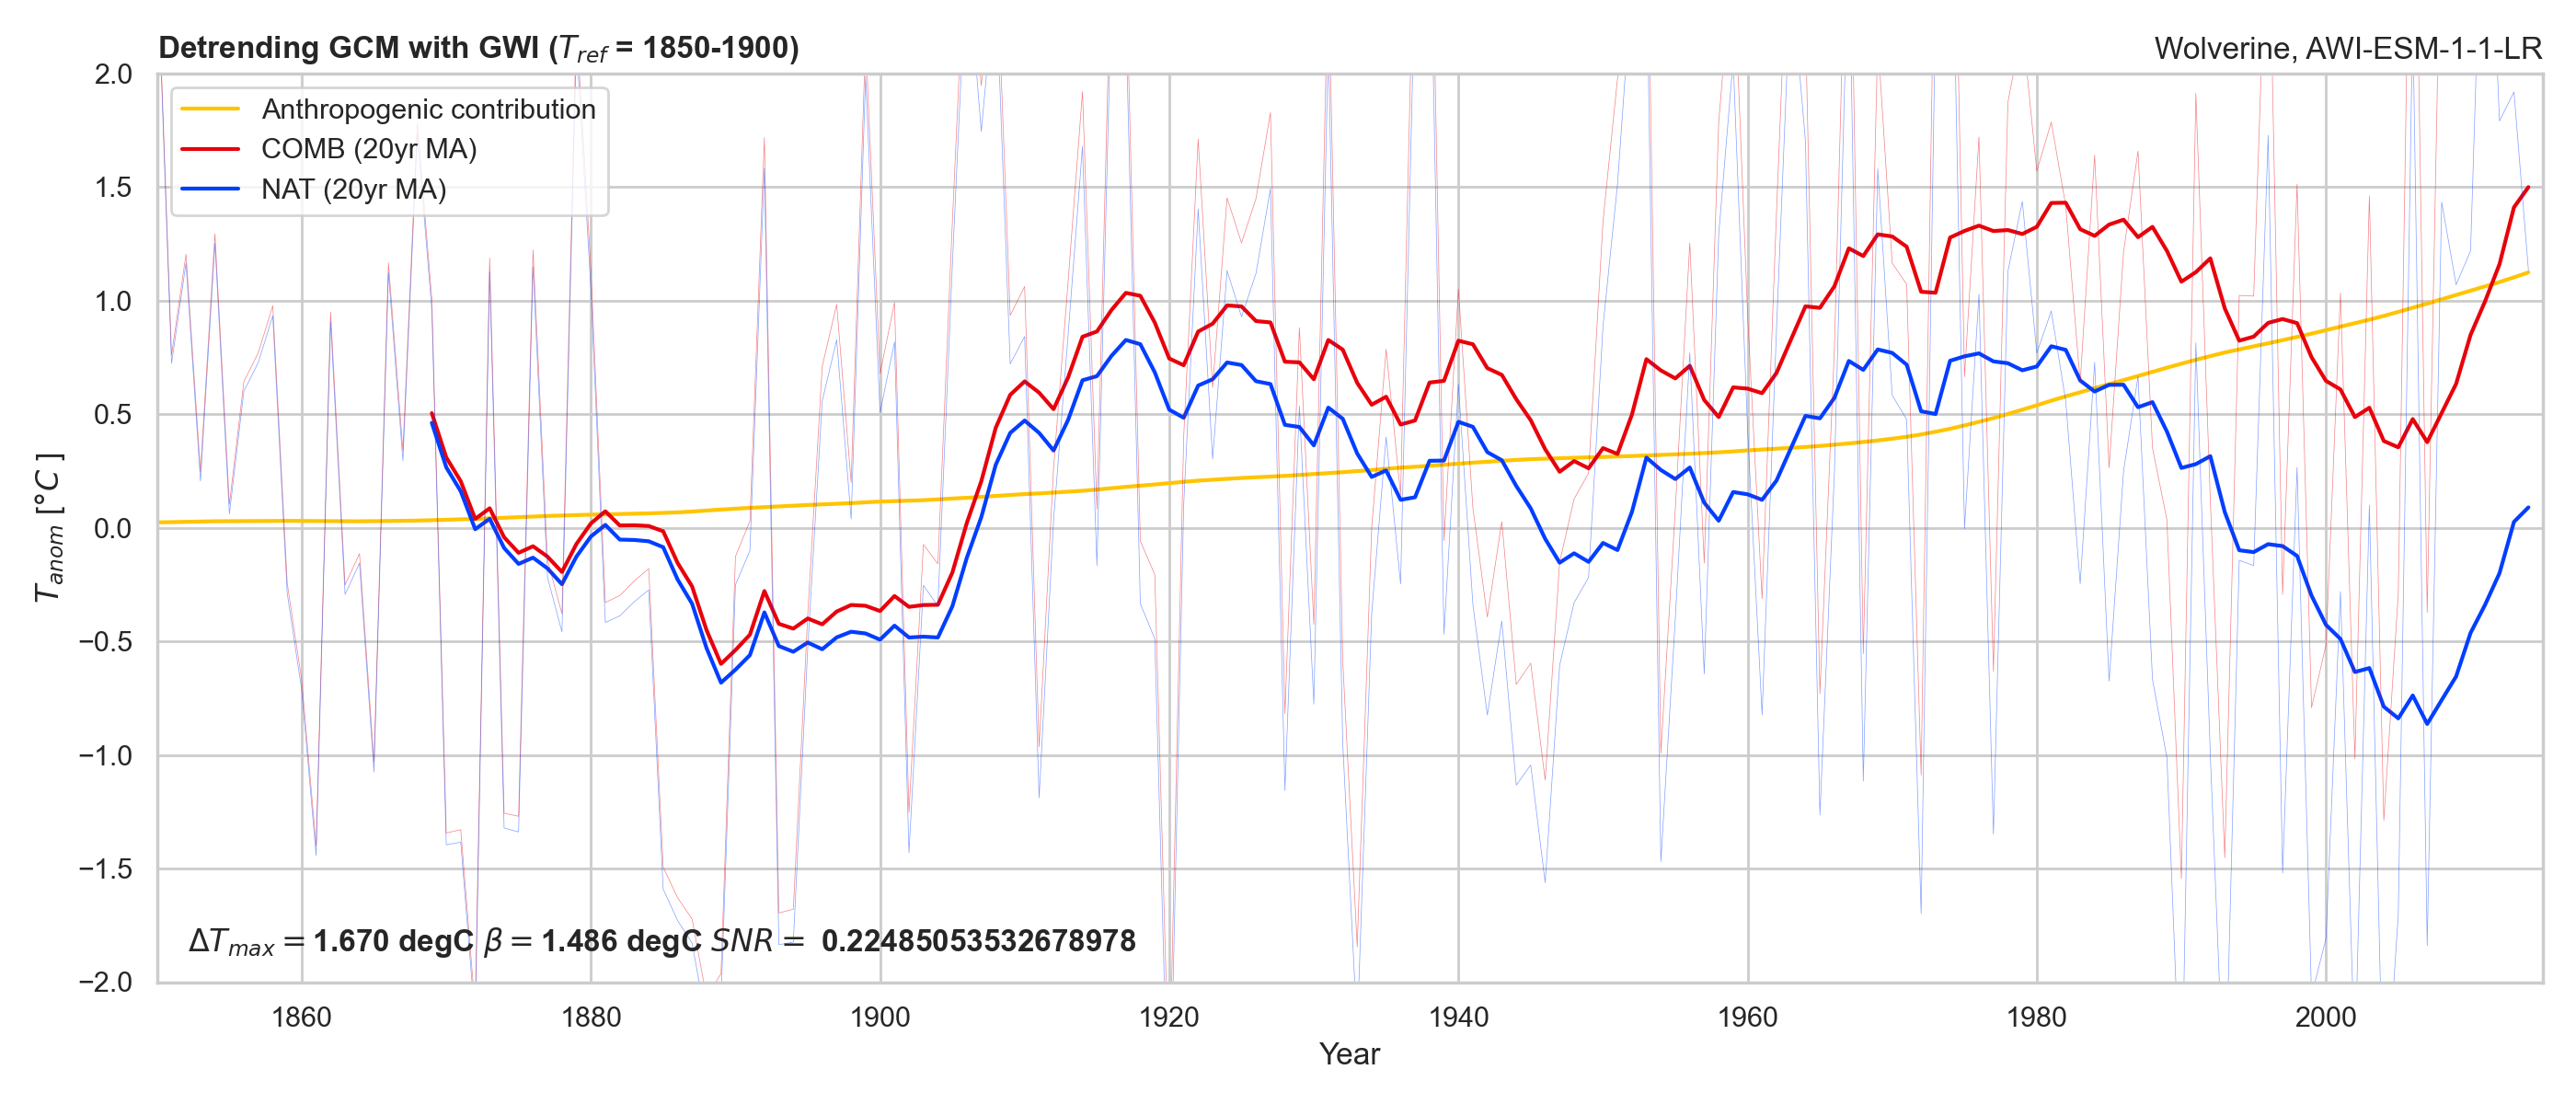 Detrending GCM with GWI (T_ref = 1850-1900)
Wolverine, AWI-ESM-1-1-LR
2.0
1.5
1.0
0.5
0.0
−0.5
−1.0
−1.5
−2.0
T_anom [°C ]
Anthropogenic contribution
COMB (20yr MA)
NAT (20yr MA)
ΔT_max = 1.670 degC β = 1.486 degC SNR = 0.22485053532678978
1860 1880 1900 1920 1940 1960 1980 2000
Year